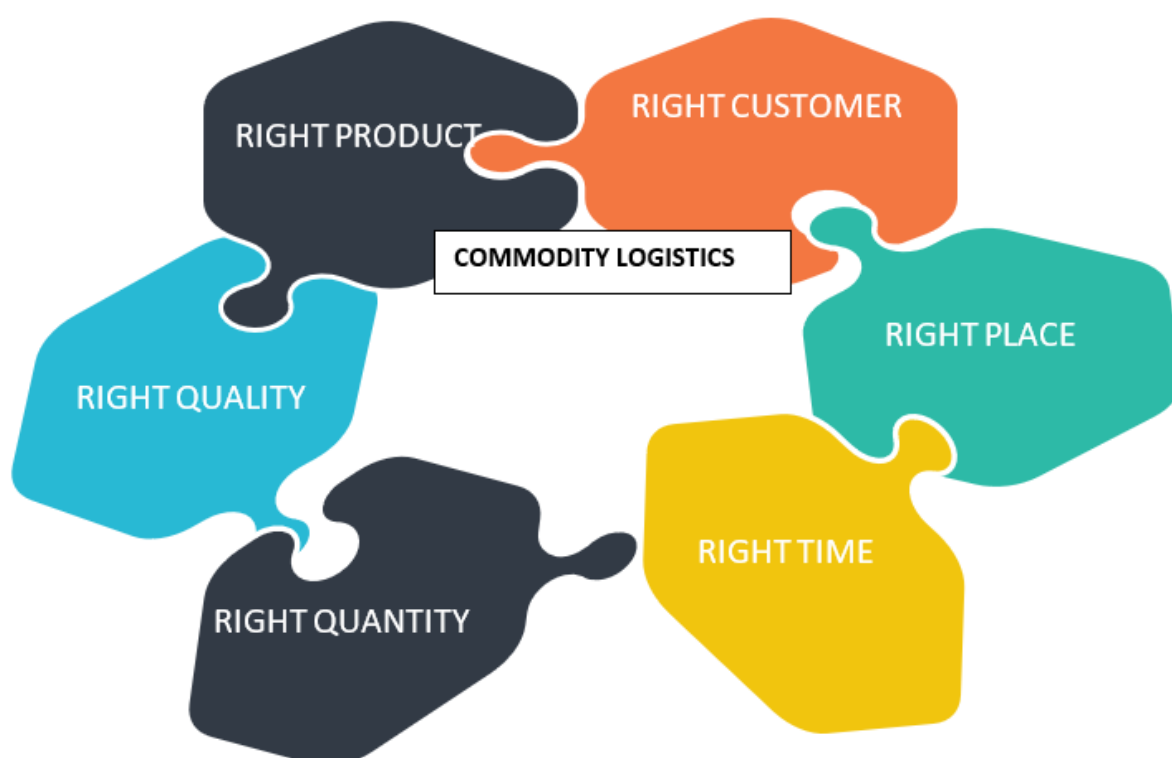 RIGHT PRODUCT
RIGHT CUSTOMER
COMMODITY LOGISTICS
RIGHT PLACE
RIGHT QUALITY
RIGHT TIME
RIGHT QUANTITY